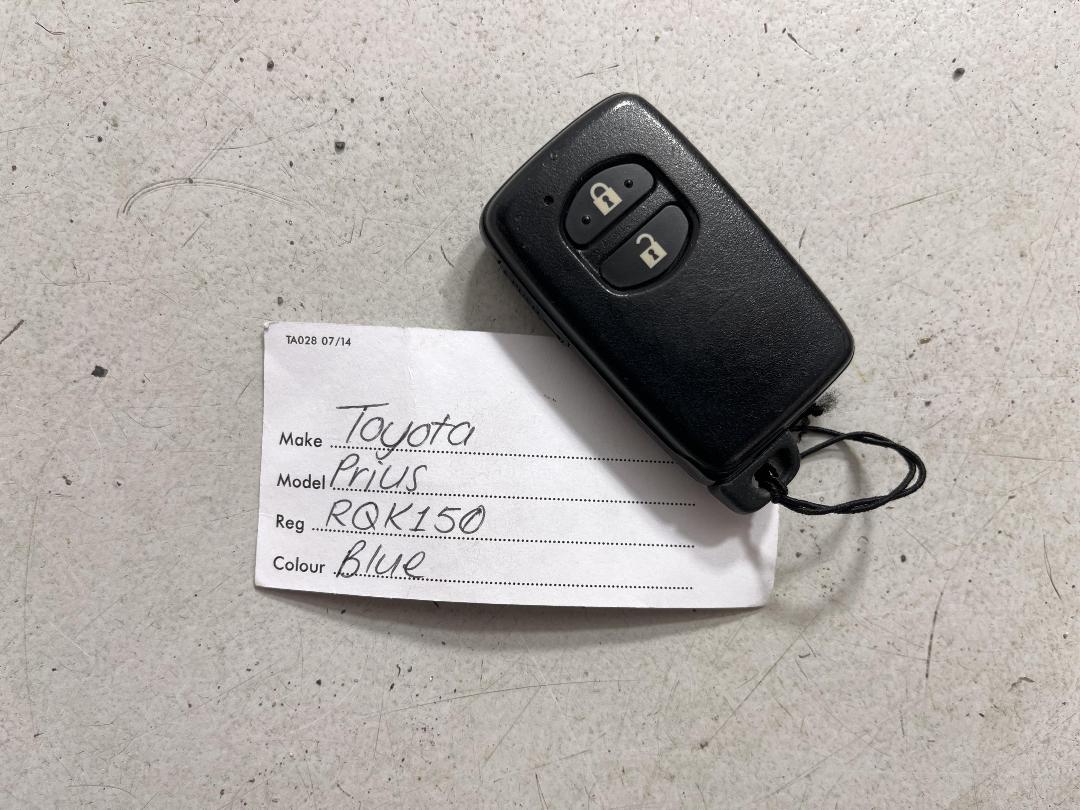 TA028 07/14
Make Toyota
Model Prius
Reg RQK150
Colour Blue